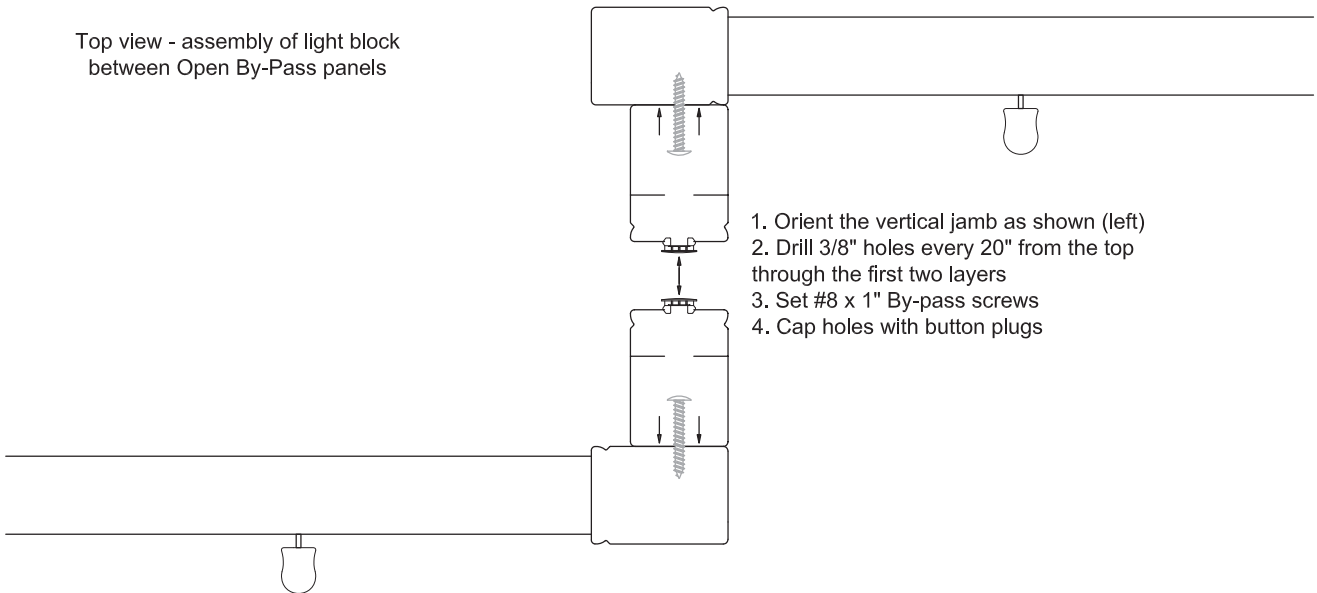 Top view - assembly of light block
between Open By-Pass panels
1. Orient the vertical jamb as shown (left)
2. Drill 3/8" holes every 20" from the top
through the first two layers
3. Set #8 x 1" By-pass screws
4. Cap holes with button plugs